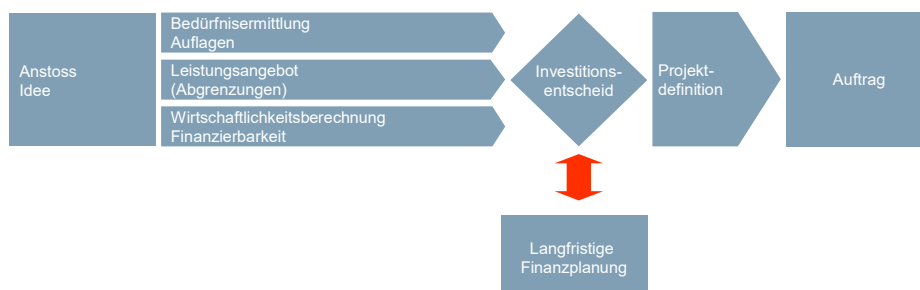 Anstoss
Idee
Bedürfnisermittlung
Auflagen
Leistungsangebot
(Abgrenzungen)
Wirtschaftlichkeitsberechnung
Finanzierbarkeit
Investitions-
entscheid
Projekt-
definition
Auftrag
Langfristige
Finanzplanung